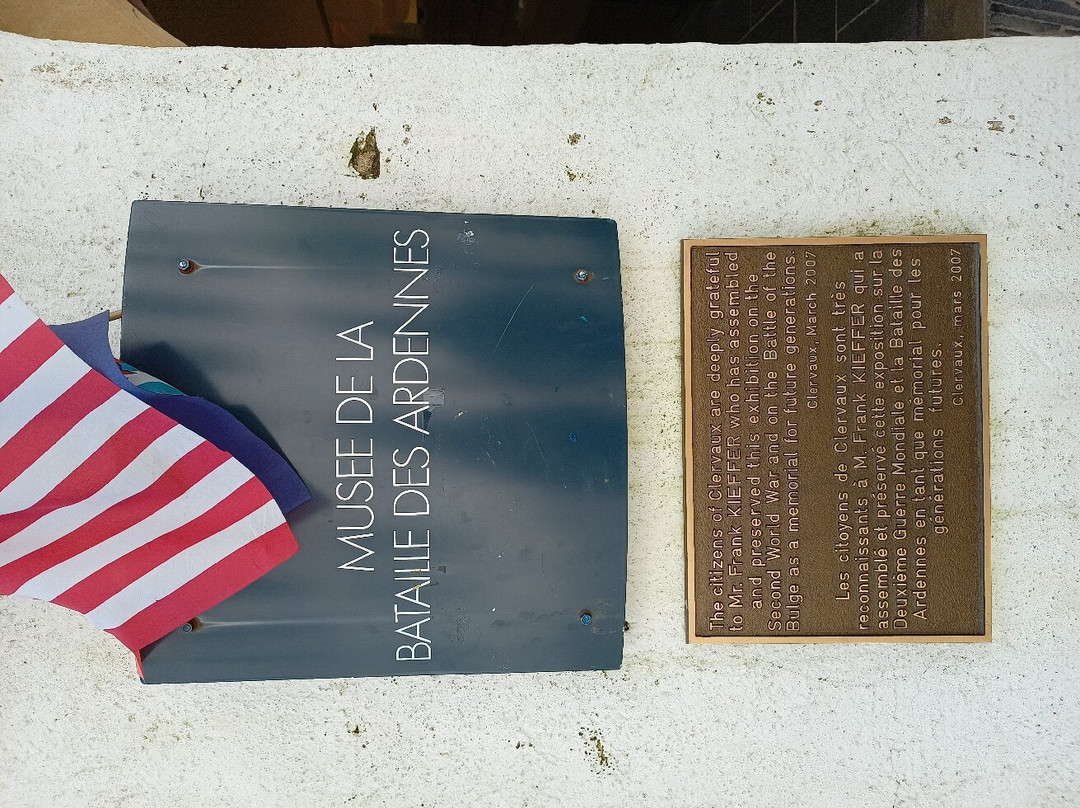 MUSEE DE LA
BATAILLE DES ARDENNES
The citizens of Clervaux are deeply grateful
to Mr. Frank KIEFFER who has assembled
and preserved this exhibition on the
Second World War and on the Battle of the
Bulge as a memorial for future generations.
Clervaux, March 2007
Les citoyens de Clervaux sont très
reconnaissants à M. Frank KIEFFER qui a
assemblé et préservé cette exposition sur la
Deuxième Guerre Mondiale et la Bataille des
Ardennes en tant que mémorial pour les
générations futures.
Clervaux, mars 2007